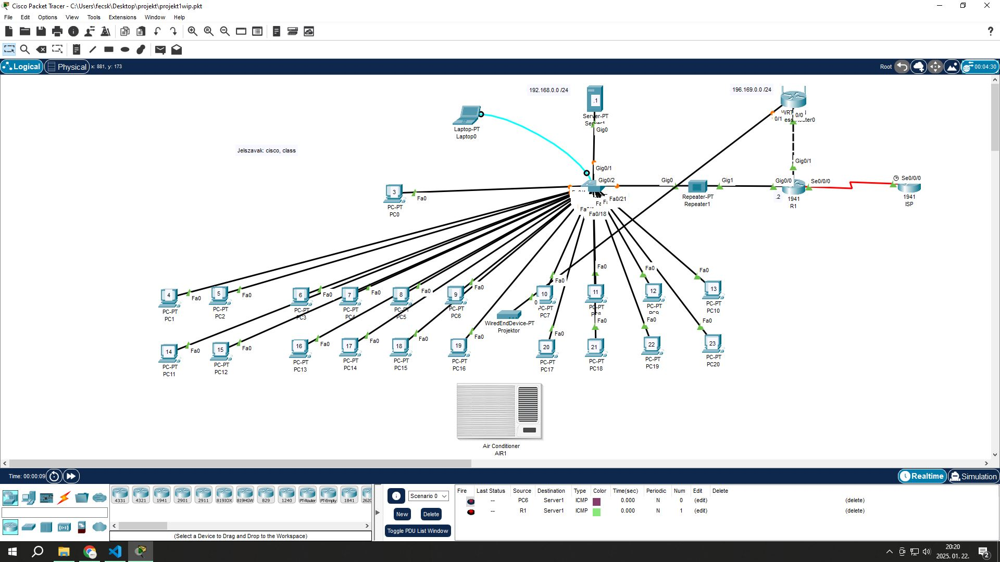 Cisco Packet Tracer - C:\Users\fecsk\Desktop\projekt\projekt1wip.pkt
File Edit Options View Tools Extensions Window Help
Logical Physical x: 881, y: 173 Root 00:04:30
192.168.0.0 /24
196.169.0.0 /24
.1
Server-PT
Server1
Gig0
0/0
0/1
Laptop-PT
Laptop0
Jelszavak: cisco, class
Gig0/1
Gig0/1
Gig0/2
Gig0
Gig1
Gig0/0
Se0/0/0
Se0/0/0
Repeater-PT
Repeater1
.2
1941
R1
1941
ISP
3
Fa0
PC-PT
PC0
Fa0/21
Fa0/18
4
Fa0
PC-PT
PC1
5
Fa0
PC-PT
PC2
6
Fa0
PC-PT
PC3
7
Fa0
PC-PT
PC4
8
Fa0
PC-PT
PC5
9
Fa0
PC-PT
PC6
10
Fa0
0
PC-PT
PC7
11
Fa0
PC-PT
PC8
12
Fa0
PC-PT
PC9
13
Fa0
PC-PT
PC10
WiredEndDevice-PT
Projektor
14
Fa0
PC-PT
PC11
15
Fa0
PC-PT
PC12
16
Fa0
PC-PT
PC13
17
Fa0
PC-PT
PC14
18
Fa0
PC-PT
PC15
19
Fa0
PC-PT
PC16
20
Fa0
PC-PT
PC17
21
Fa0
PC-PT
PC18
22
Fa0
PC-PT
PC19
23
Fa0
PC-PT
PC20
Air Conditioner
AIR1
Time: 00:00:09 Realtime Simulation
4331 4321 1941 2901 2911 819IOX 819HGW 829 1240 PT-Router PT-Empty 1841 2620
(Select a Device to Drag and Drop to the Workspace)
Scenario 0
New Delete
Toggle PDU List Window
Fire Last Status Source Destination Type Color Time(sec) Periodic Num Edit Delete
-- PC6 Server1 ICMP 0.000 N 0 (edit) (delete)
-- R1 Server1 ICMP 0.000 N 1 (edit) (delete)
20:20
2025. 01. 22.
2